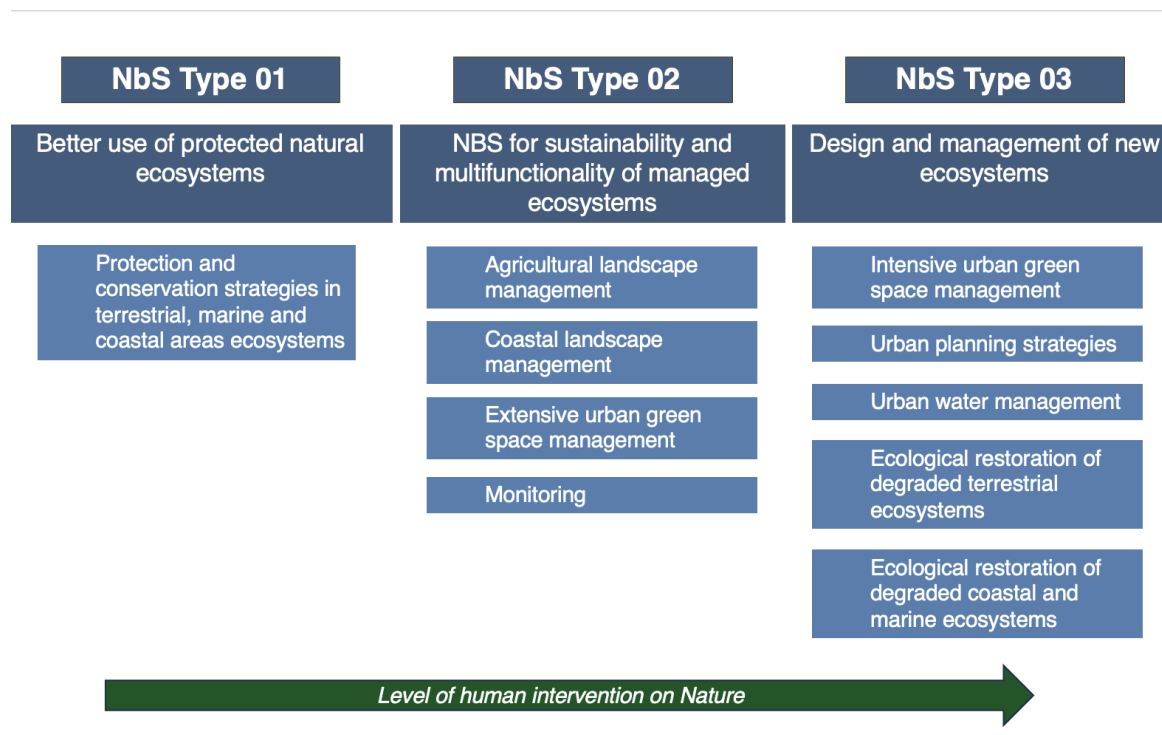 NbS Type 01
Better use of protected natural
ecosystems
Protection and
conservation strategies in
terrestrial, marine and
coastal areas ecosystems
NbS Type 02
NBS for sustainability and
multifunctionality of managed
ecosystems
Agricultural landscape
management
Coastal landscape
management
Extensive urban green
space management
Monitoring
NbS Type 03
Design and management of new
ecosystems
Intensive urban green
space management
Urban planning strategies
Urban water management
Ecological restoration of
degraded terrestrial
ecosystems
Ecological restoration of
degraded coastal and
marine ecosystems
Level of human intervention on Nature